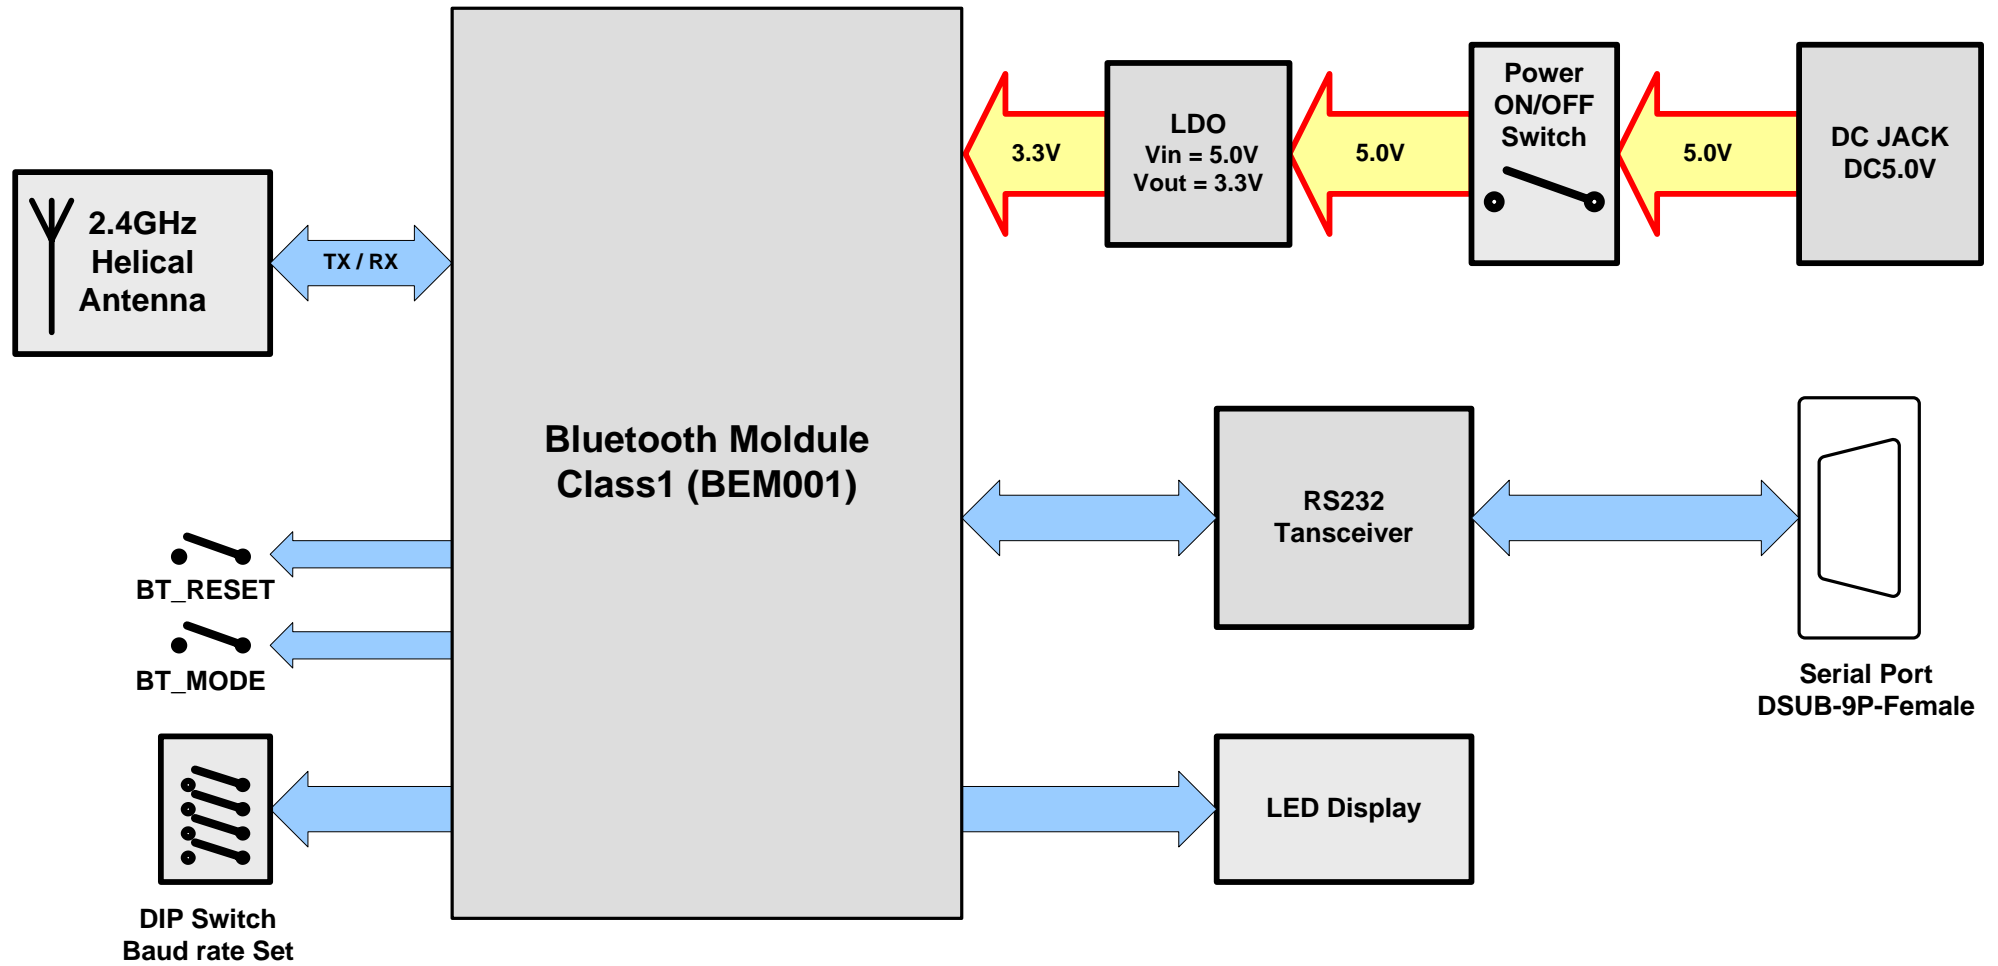 2.4GHz
Helical
Antenna
TX / RX
Bluetooth Moldule
Class1 (BEM001)
3.3V
LDO
Vin = 5.0V
Vout = 3.3V
5.0V
Power
ON/OFF
Switch
5.0V
DC JACK
DC5.0V
BT_RESET
BT_MODE
DIP Switch
Baud rate Set
RS232
Tansceiver
Serial Port
DSUB-9P-Female
LED Display